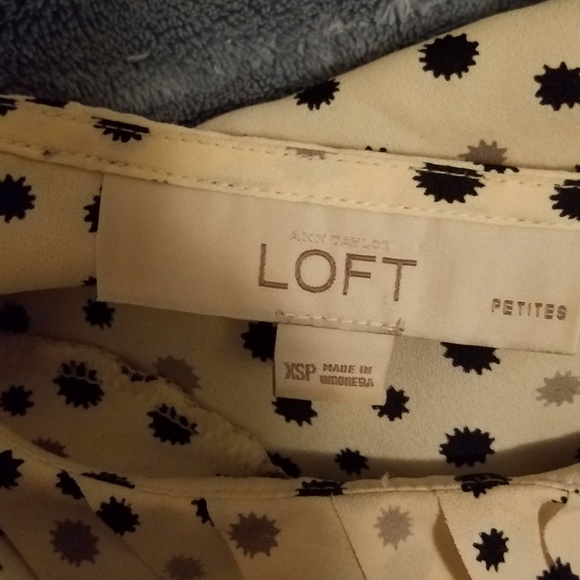 ANN TAYLOR
LOFT
PETITES
XSP MADE IN
INDONESIA